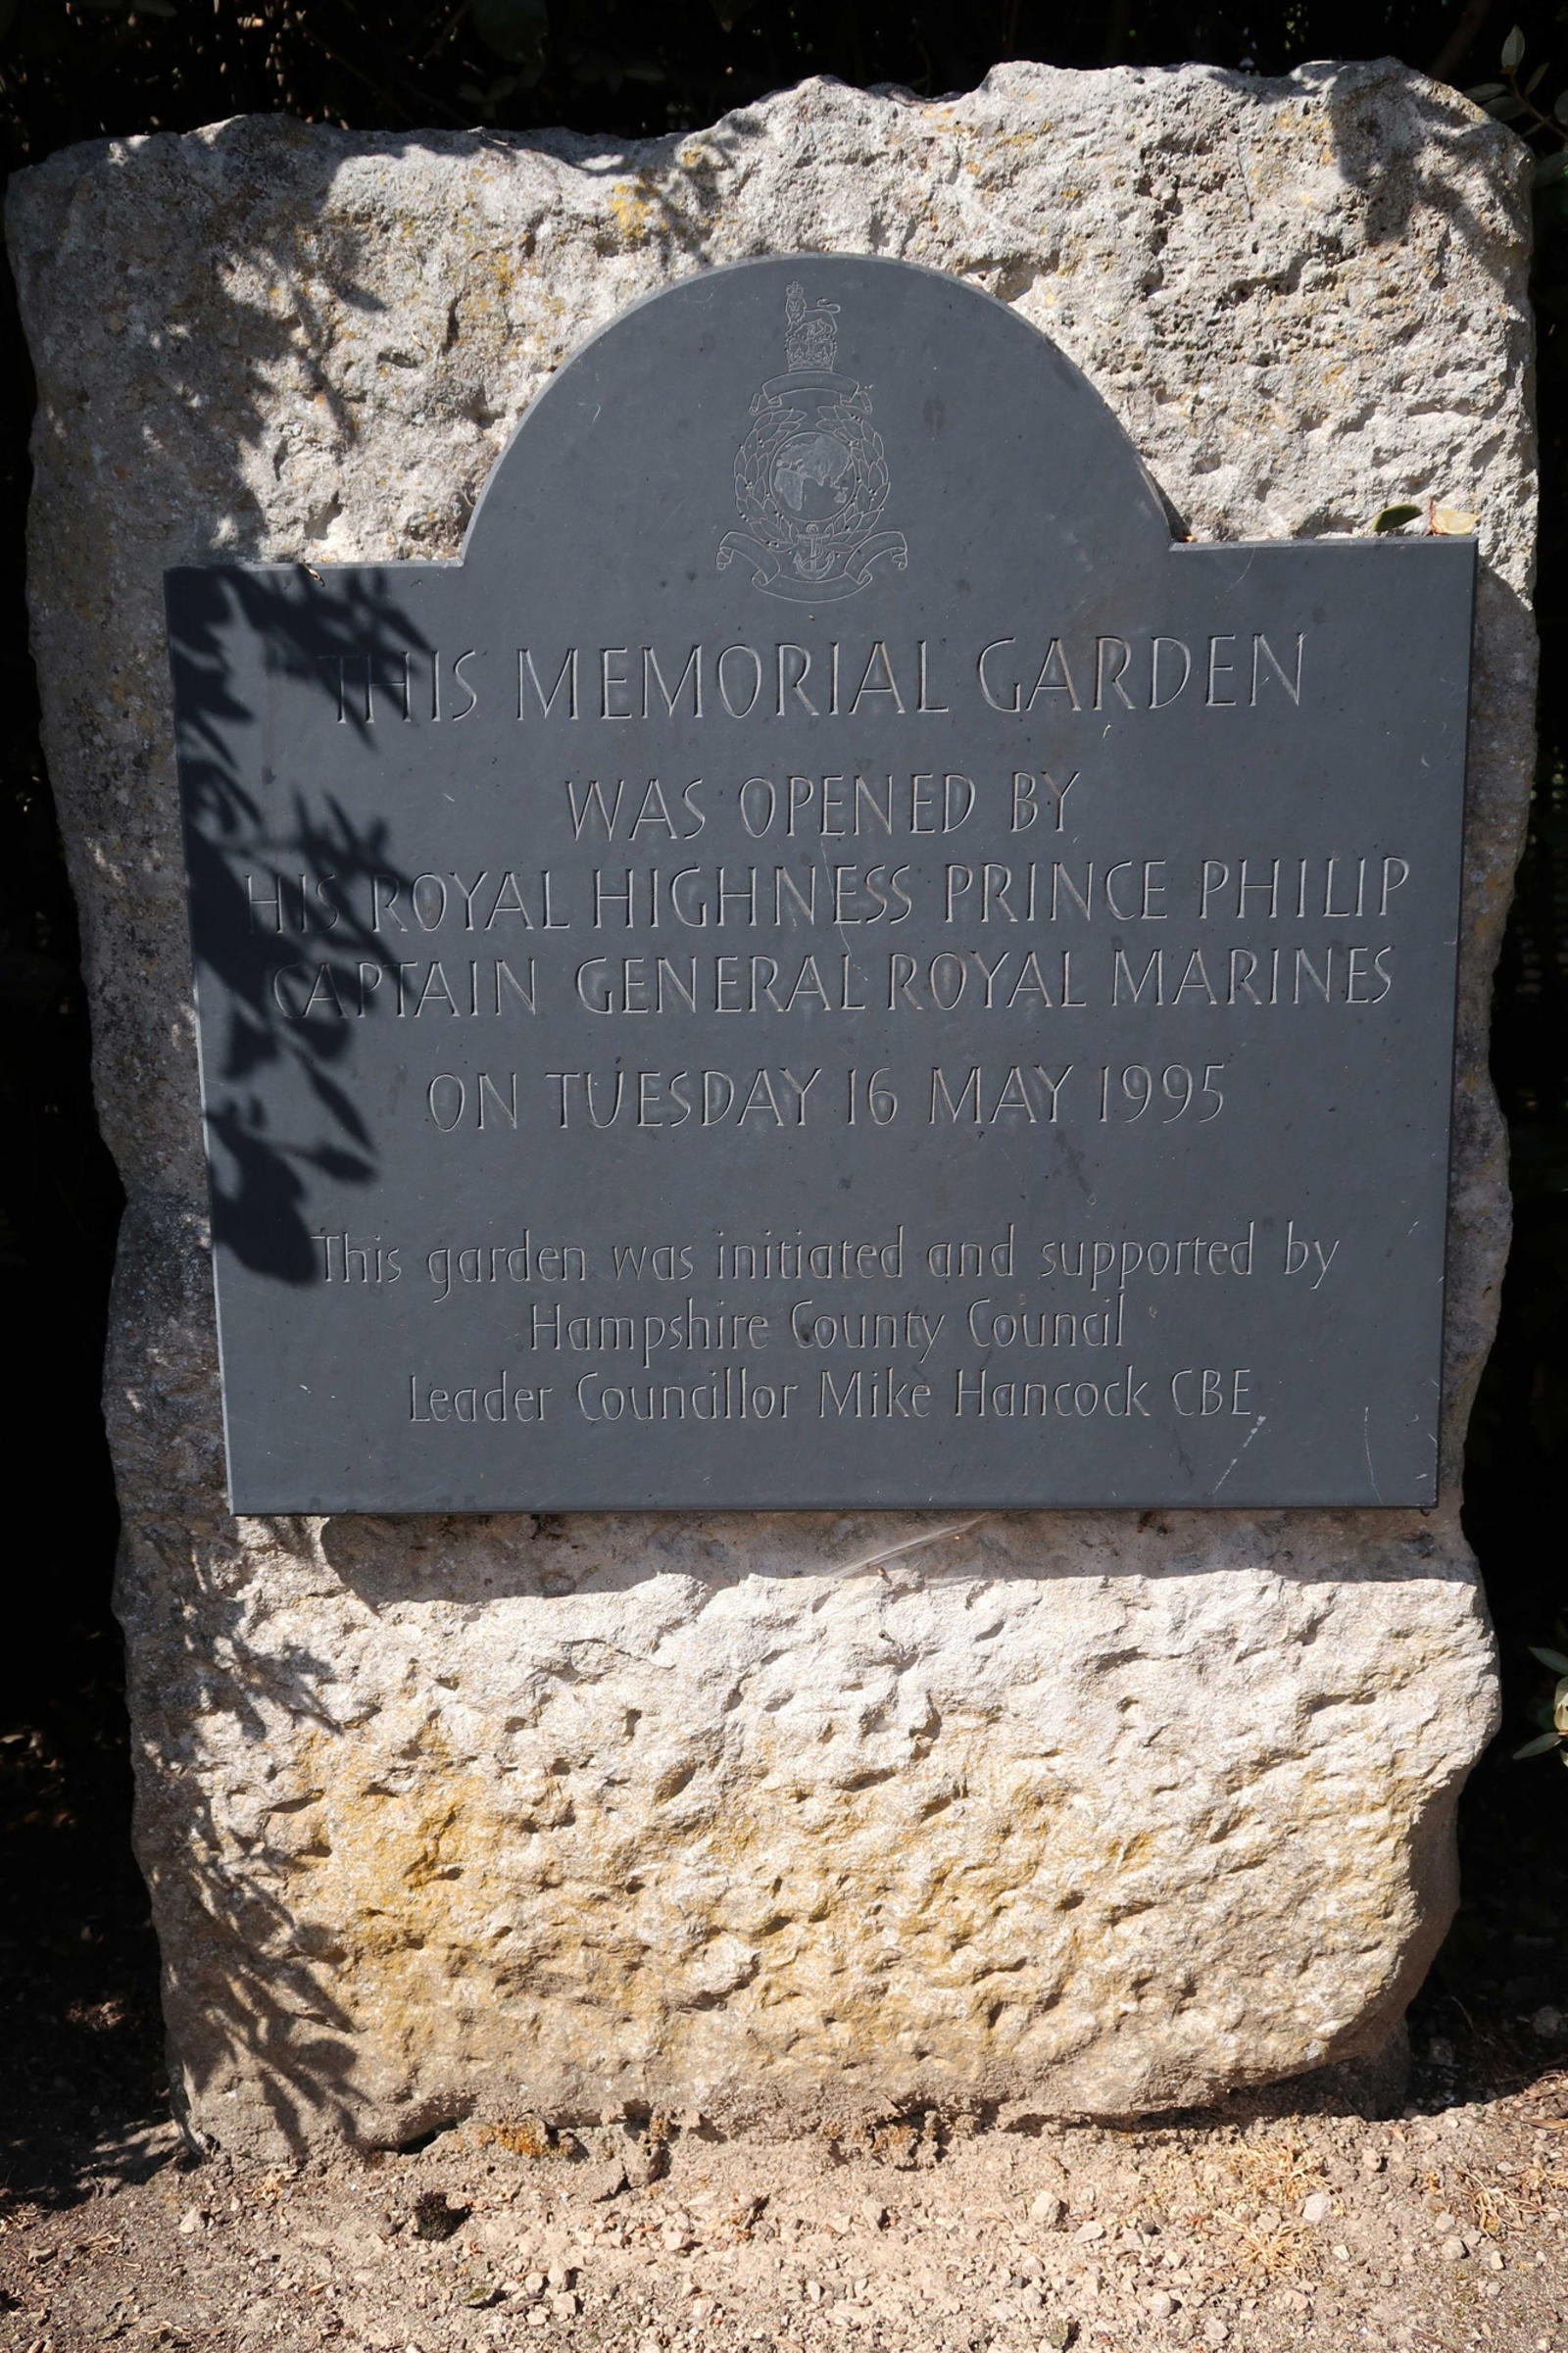 THIS MEMORIAL GARDEN
WAS OPENED BY
HIS ROYAL HIGHNESS PRINCE PHILIP
CAPTAIN GENERAL ROYAL MARINES
ON TUESDAY 16 MAY 1995
This garden was initiated and supported by
Hampshire County Council
Leader Councillor Mike Hancock CBE